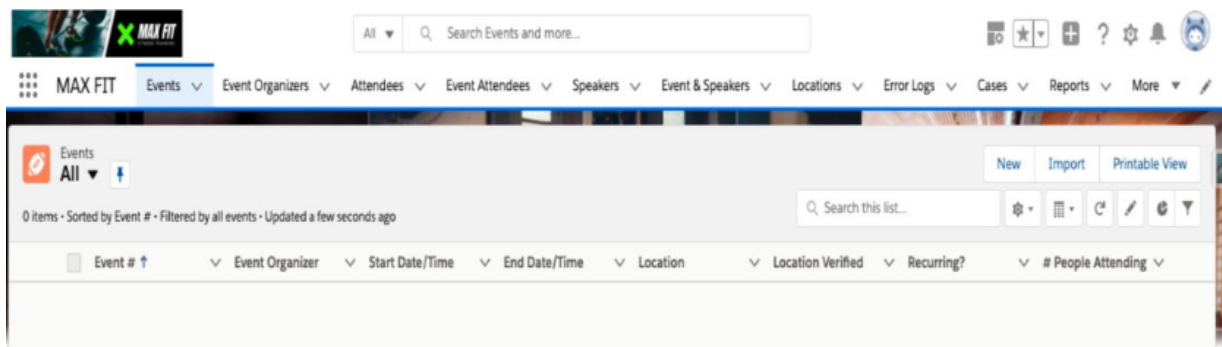 MAX FIT
All
Search Events and more...
MAX FIT
Events
Event Organizers
Attendees
Event Attendees
Speakers
Event & Speakers
Locations
Error Logs
Cases
Reports
More
Events
All
New
Import
Printable View
0 items • Sorted by Event # • Filtered by all events • Updated a few seconds ago
Search this list...
Event #
Event Organizer
Start Date/Time
End Date/Time
Location
Location Verified
Recurring?
# People Attending